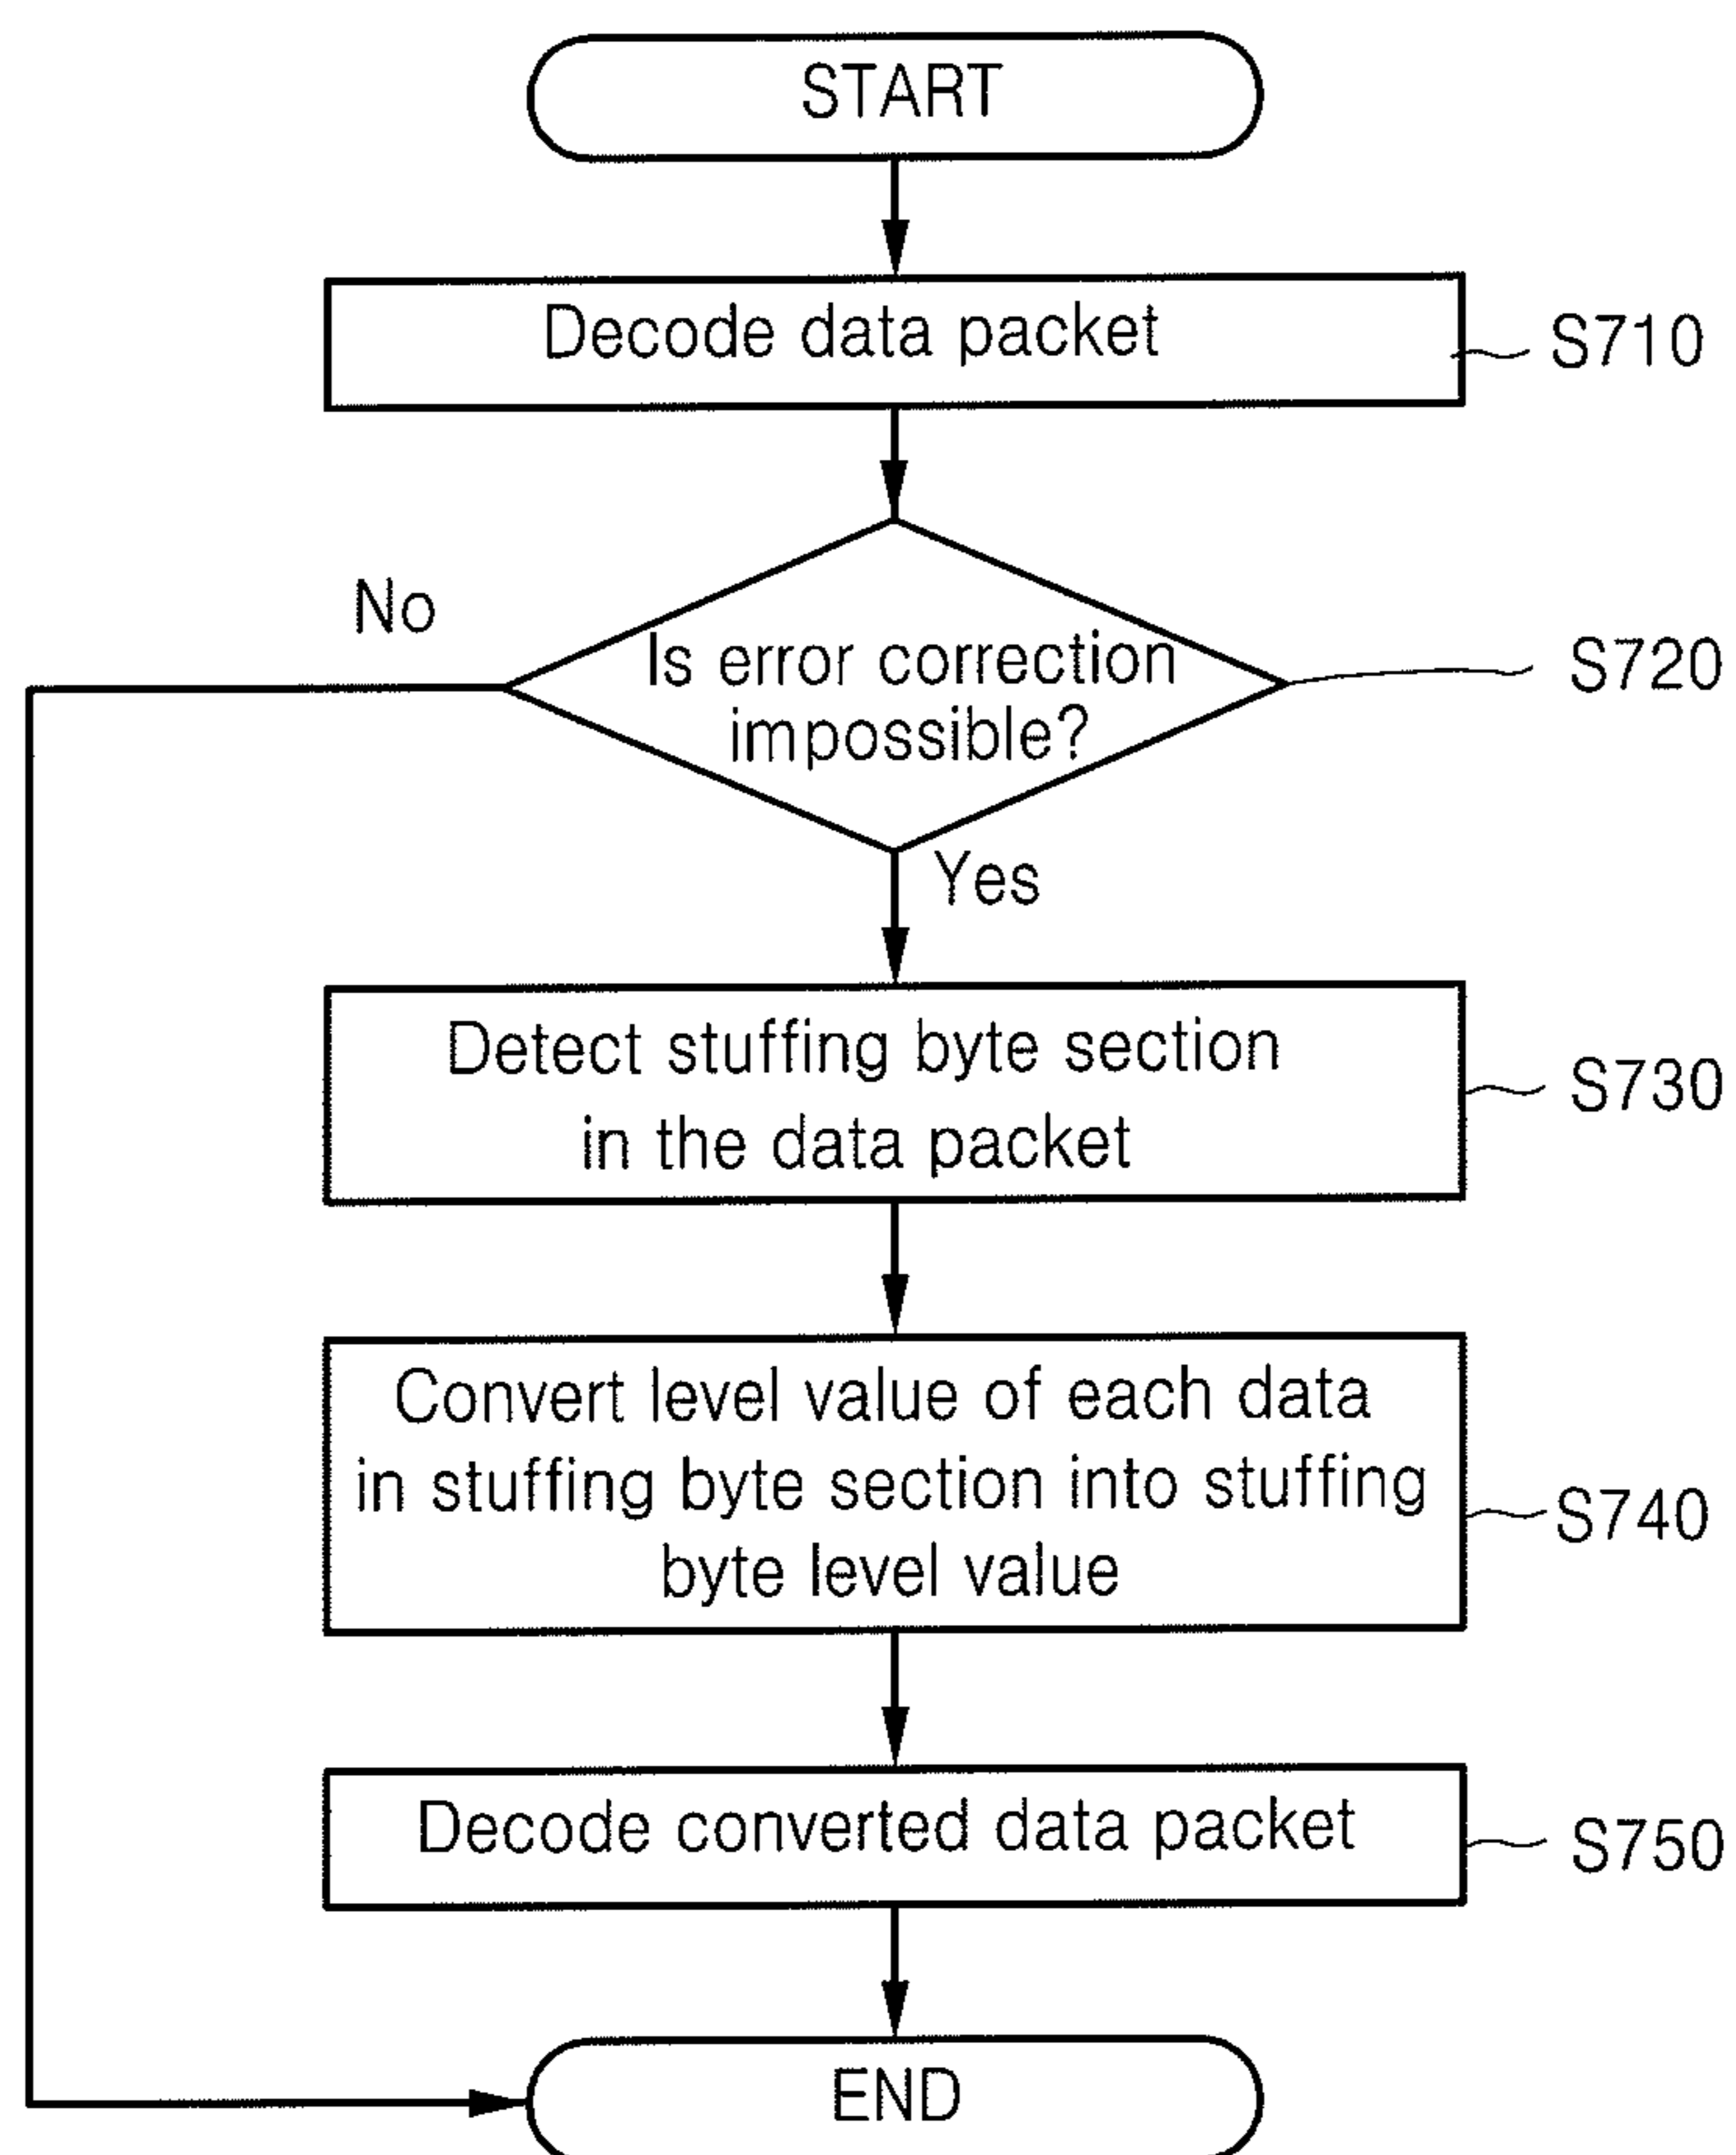 START
Decode data packet
S710
No
Is error correction
impossible?
S720
Yes
Detect stuffing byte section
in the data packet
S730
Convert level value of each data
in stuffing byte section into stuffing
byte level value
S740
Decode converted data packet
S750
END